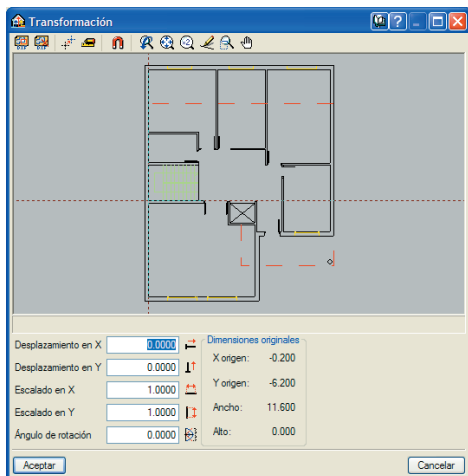 Transformación
Desplazamiento en X 0.0000
Desplazamiento en Y 0.0000
Escalado en X 1.0000
Escalado en Y 1.0000
Ángulo de rotación 0.0000
Dimensiones originales
X origen: -0.200
Y origen: -6.200
Ancho: 11.600
Alto: 0.000
Aceptar
Cancelar